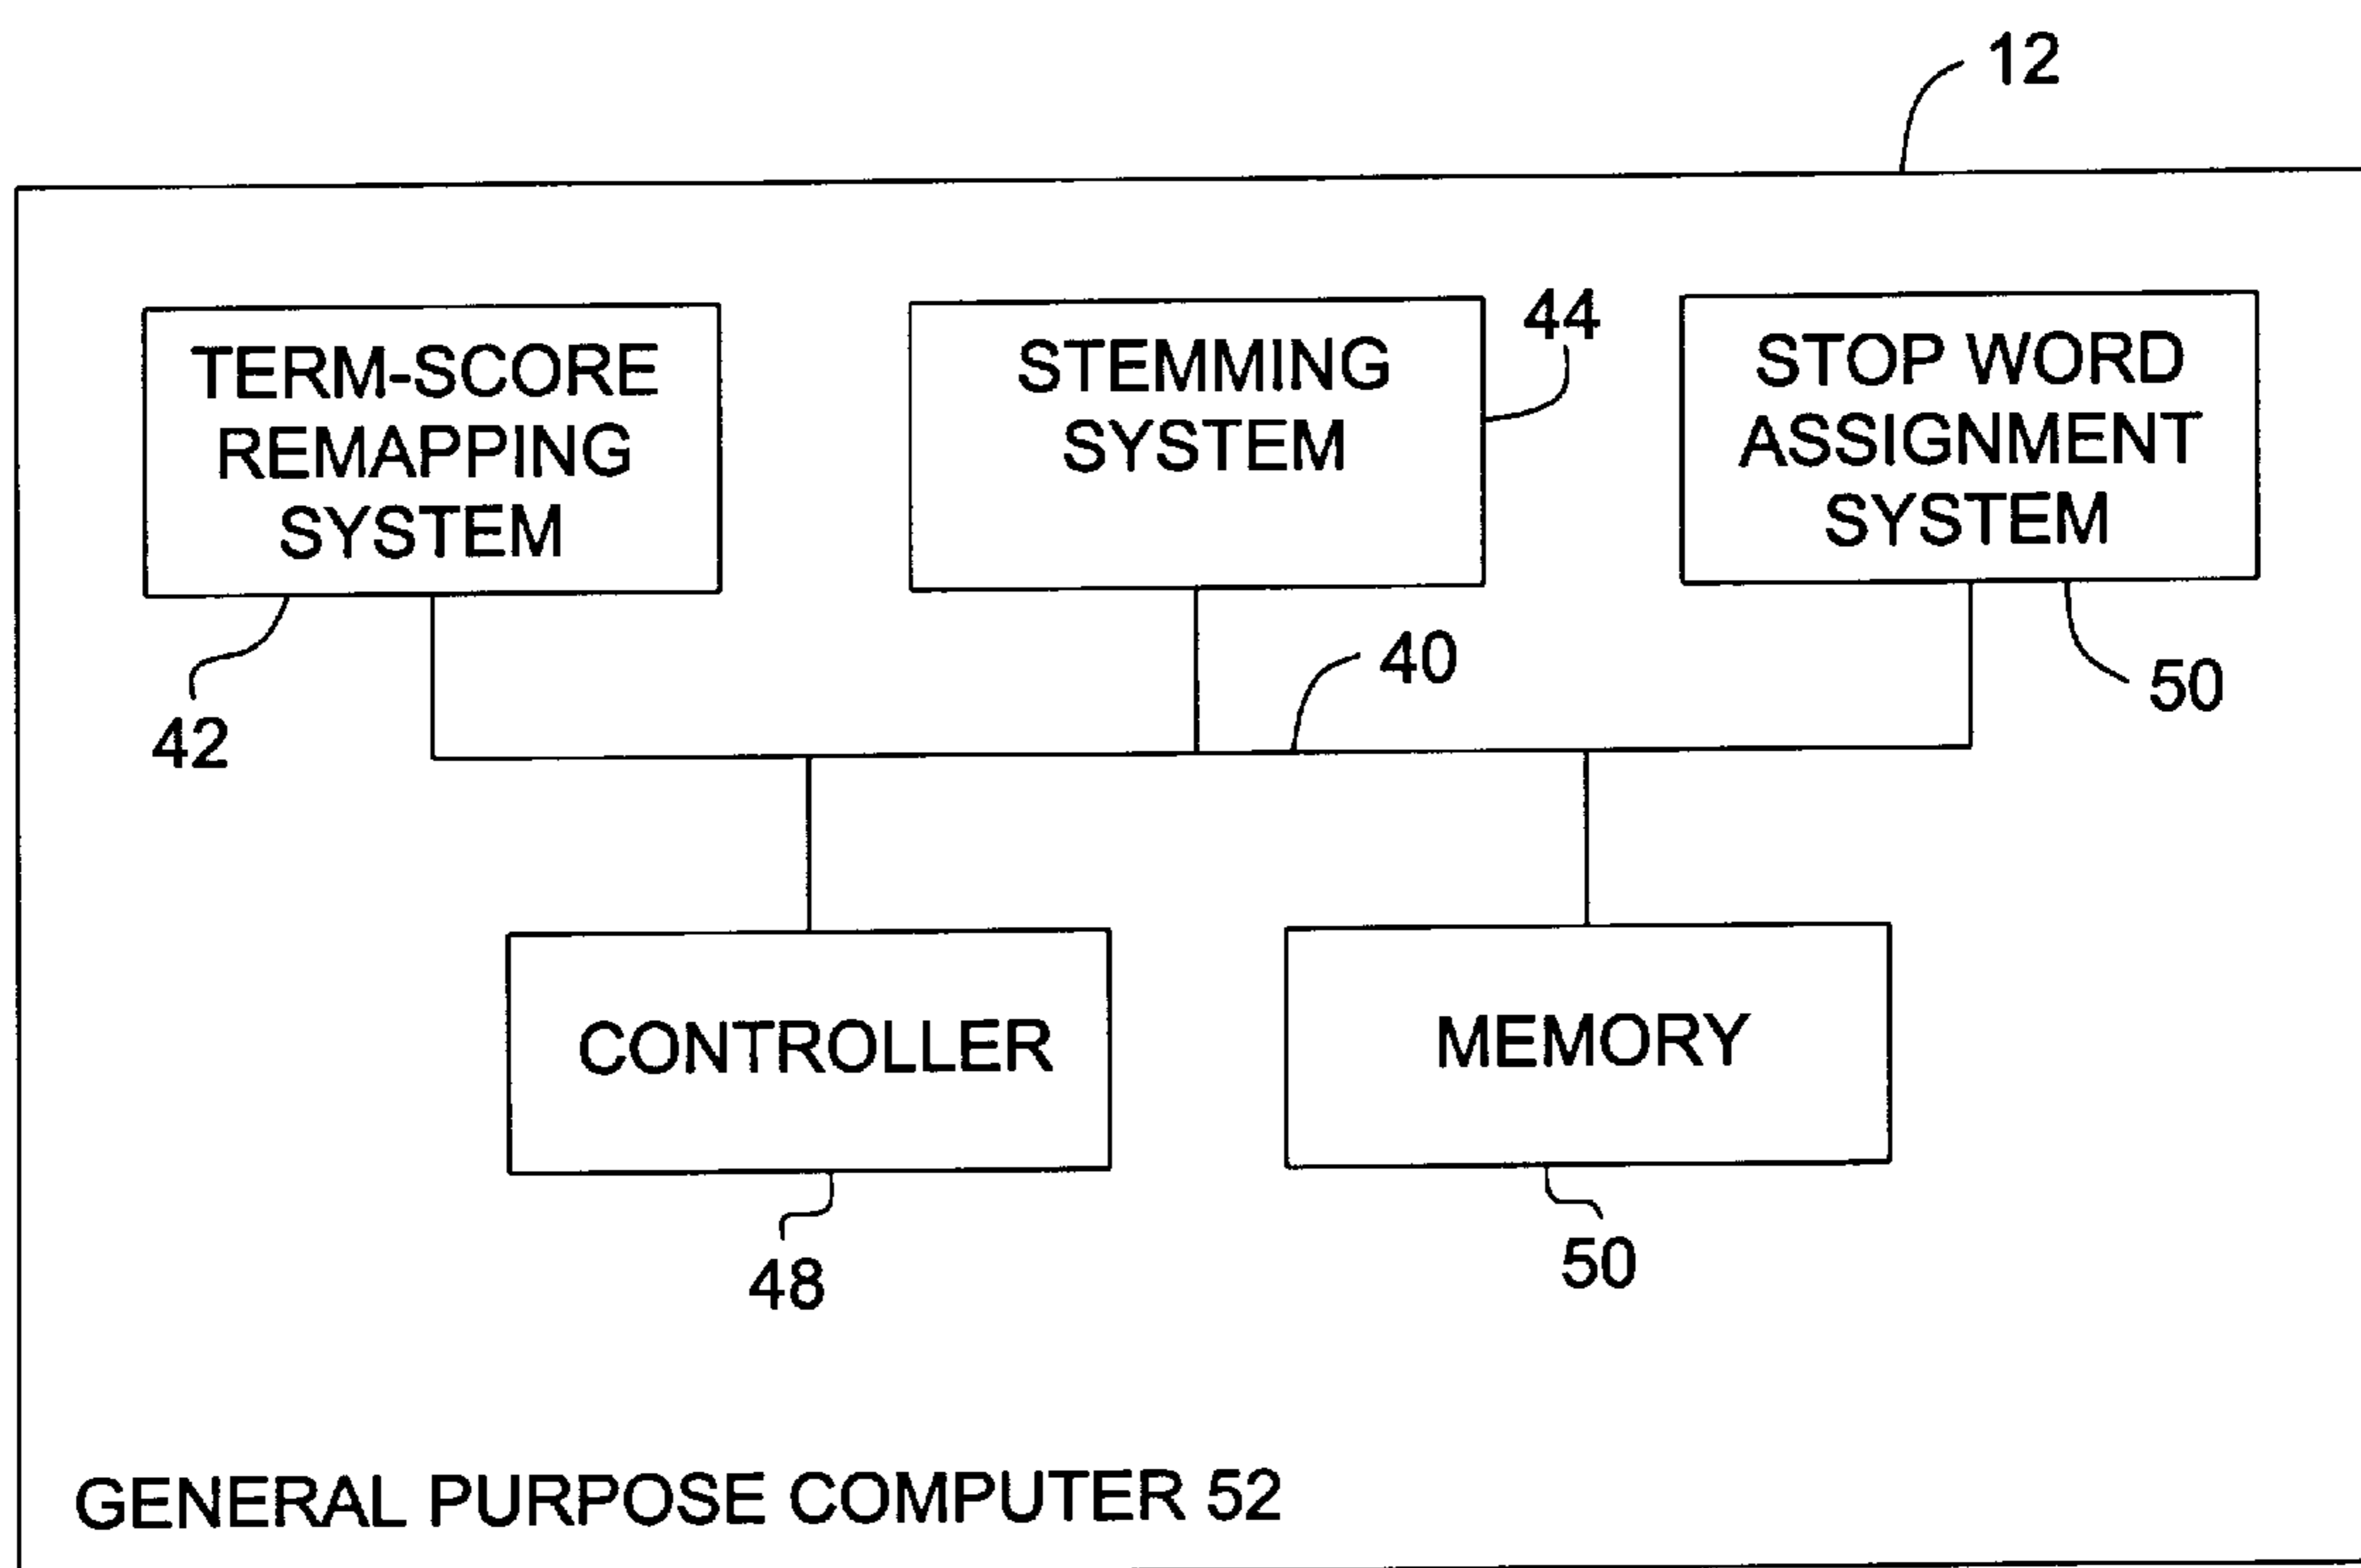 12
TERM-SCORE
REMAPPING
SYSTEM
42
STEMMING
SYSTEM
44
STOP WORD
ASSIGNMENT
SYSTEM
50
40
CONTROLLER
48
MEMORY
50
GENERAL PURPOSE COMPUTER 52